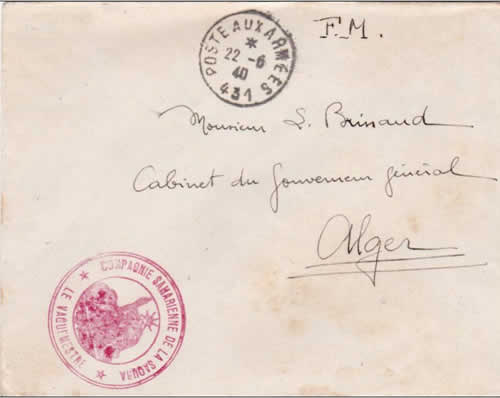 F.M.
POSTE AUX ARMÉES
*
22 -6
40
431
Monsieur L. Brinaud
Cabinet du Gouverneur général
Alger
COMPAGNIE SAHARIENNE DE LA SAOURA
LE VAGUEMESTRE